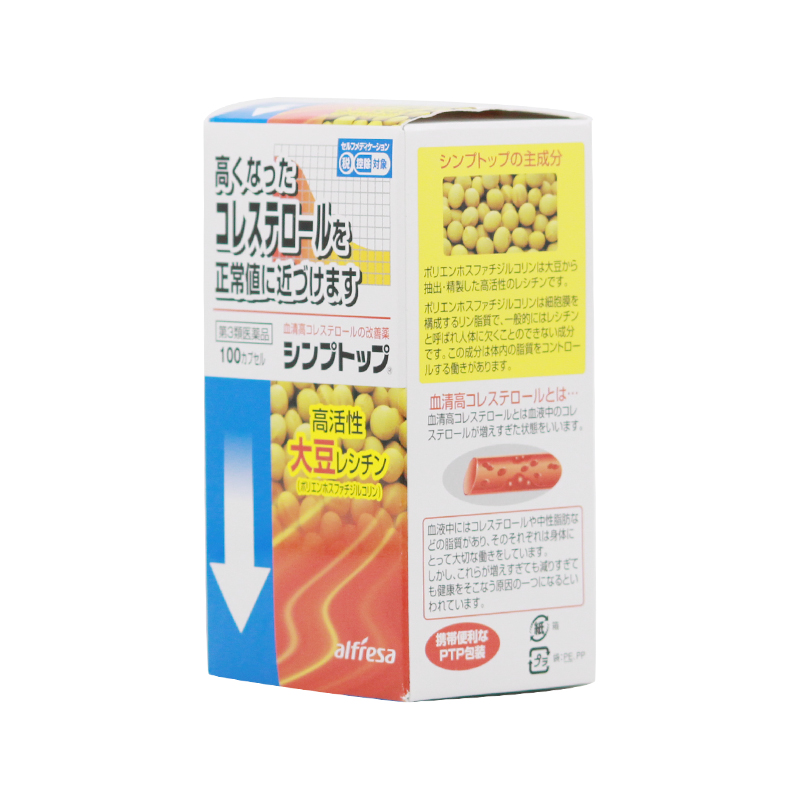 セルフメディケーション
税 控除 対象
高くなった
コレステロールを
正常値に近づけます
第3類医薬品
血清高コレステロールの改善薬
100カプセル
シンプトップ®
高活性
大豆レシチン
(ポリエンホスファチジルコリン)
alfresa
シンプトップの主成分
ポリエンホスファチジルコリンは大豆から
抽出・精製した高活性のレシチンです。
ポリエンホスファチジルコリンは細胞膜を
構成するリン脂質で、一般的にはレシチン
と呼ばれ人体に欠くことのできない成分
です。この成分は体内の脂質をコントロー
ルする働きがあります。
血清高コレステロールとは…
血清高コレステロールとは血液中のコレ
ステロールが増えすぎた状態をいいます。
血液中にはコレステロールや中性脂肪な
どの脂質があり、そのそれぞれは身体に
とって大切な働きをしています。
しかし、これらが増えすぎても減りすぎて
も健康をそこなう原因の一つになるとい
われています。
携帯便利な
PTP包装
紙 箱
プラ 袋:PE, PP